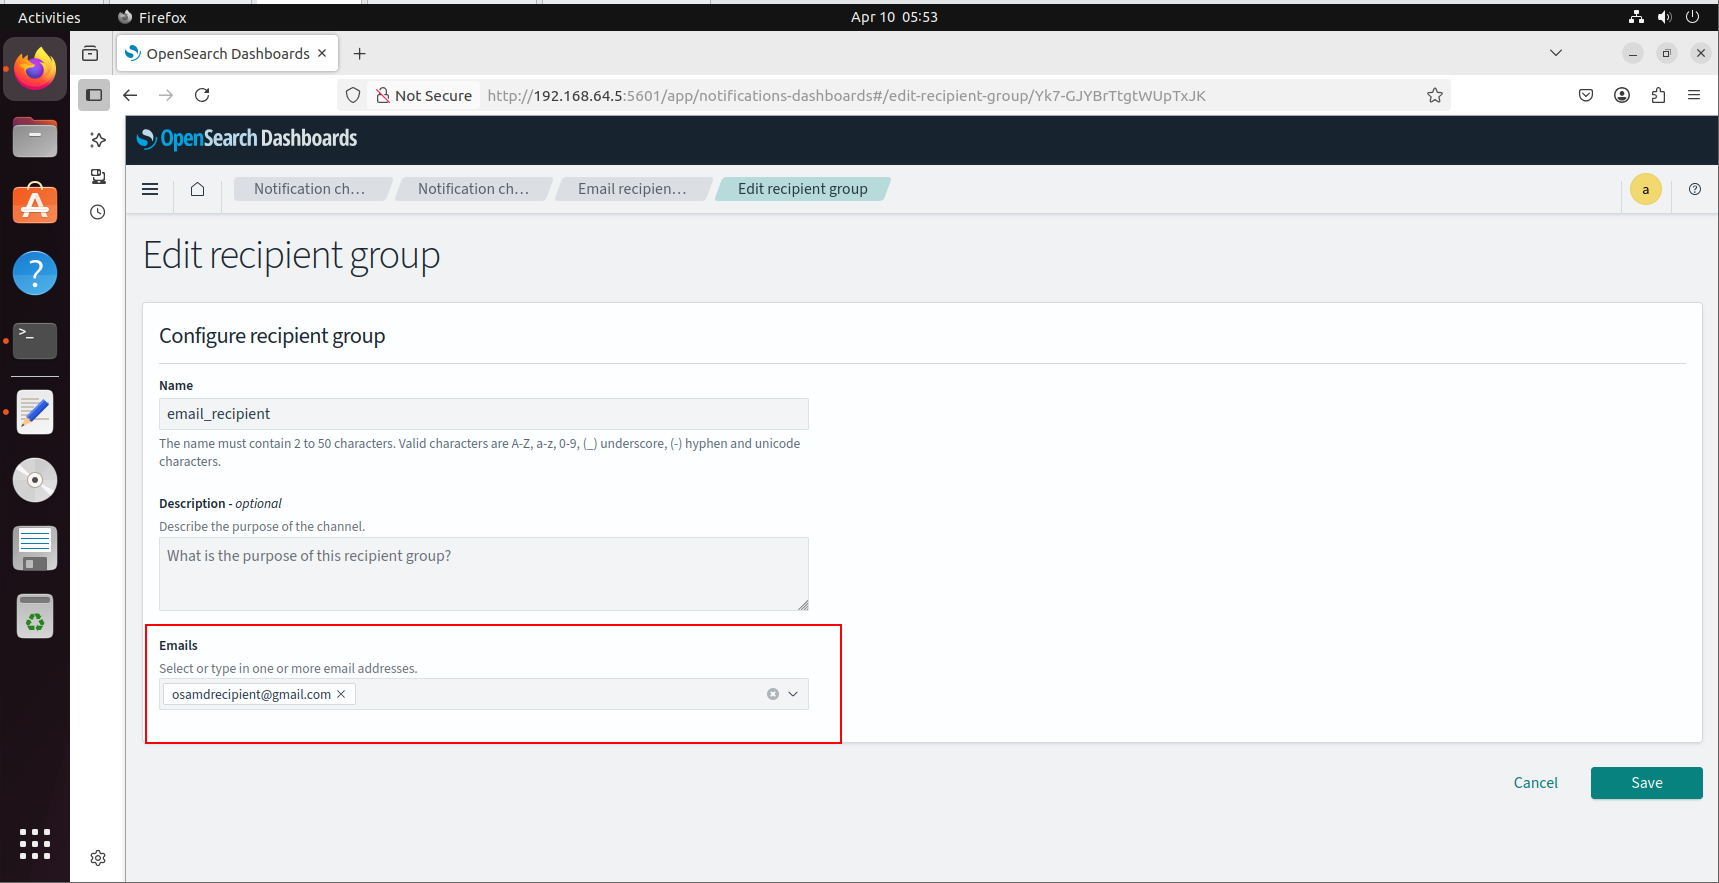 Activities
Firefox
Apr 10 05:53
OpenSearch Dashboards
Not Secure
http://192.168.64.5:5601/app/notifications-dashboards#/edit-recipient-group/Yk7-GJYBrTtgtWUpTxJK
OpenSearch Dashboards
Notification ch…
Notification ch…
Email recipien…
Edit recipient group
a
Edit recipient group
Configure recipient group
Name
email_recipient
The name must contain 2 to 50 characters. Valid characters are A-Z, a-z, 0-9, (_) underscore, (-) hyphen and unicode
characters.
Description - optional
Describe the purpose of the channel.
What is the purpose of this recipient group?
Emails
Select or type in one or more email addresses.
osamdrecipient@gmail.com
Cancel
Save